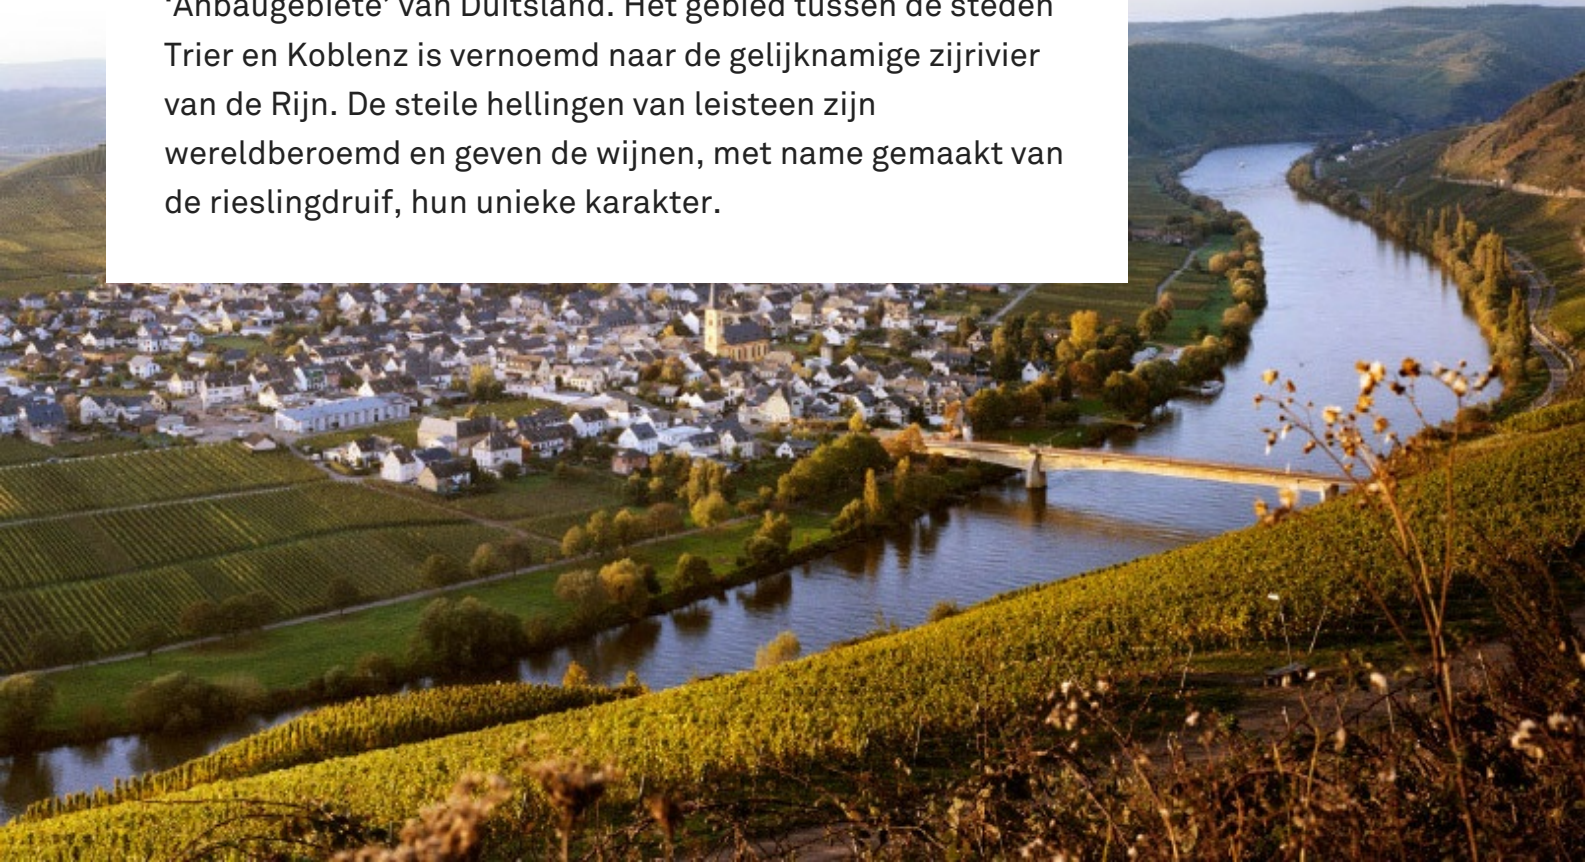 'Anbaugebiete' van Duitsland. Het gebied tussen de steden
Trier en Koblenz is vernoemd naar de gelijknamige zijrivier
van de Rijn. De steile hellingen van leisteen zijn
wereldberoemd en geven de wijnen, met name gemaakt van
de rieslingdruif, hun unieke karakter.